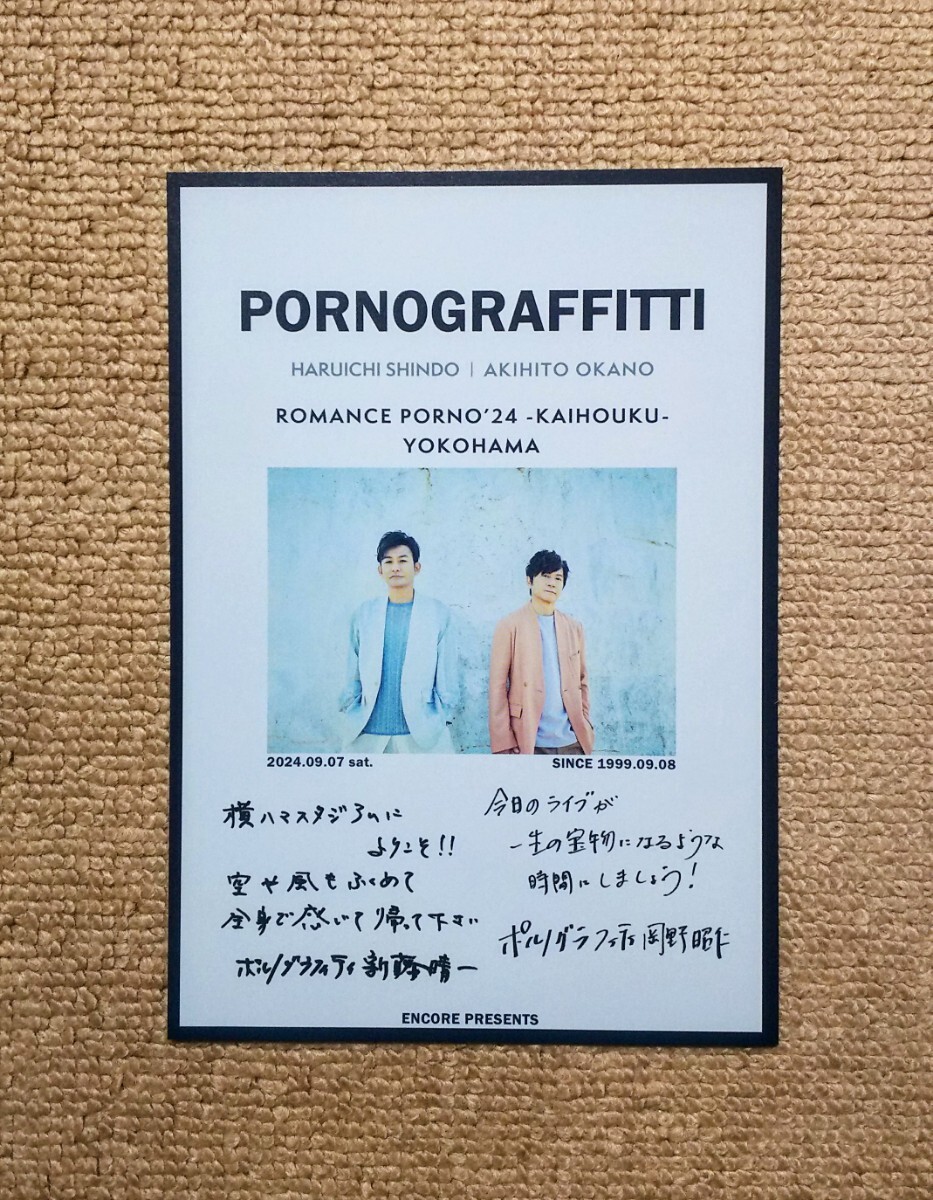 PORNOGRAFFITTI
HARUICHI SHINDO | AKIHITO OKANO
ROMANCE PORNO'24 -KAIHOUKU-
YOKOHAMA
2024.09.07 sat.
SINCE 1999.09.08
横ハマスタジアムに
ようこそ!!
空や風もふくめて
全身で感じて帰って下さい
ポルノグラフィティ 新藤晴一
今日のライブが
一生の宝物になるような
時間にしましょう!
ポルノグラフィティ 岡野昭仁
ENCORE PRESENTS